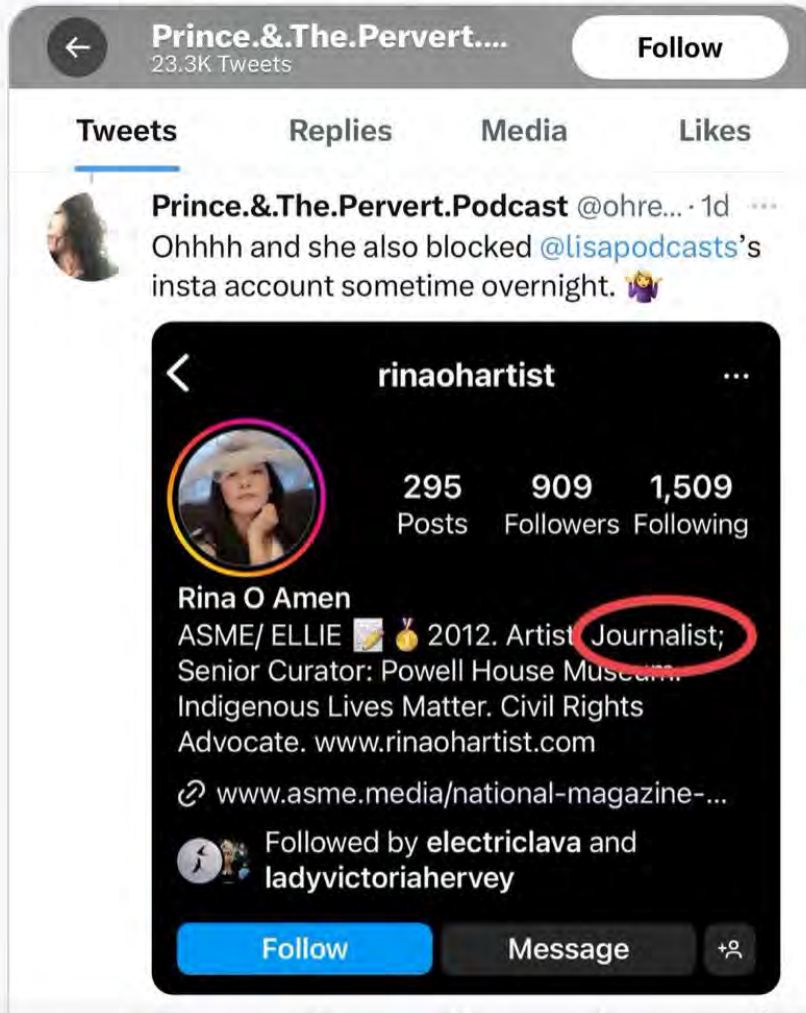 Prince.&.The.Pervert....
23.3K Tweets
Follow
Tweets Replies Media Likes
Prince.&.The.Pervert.Podcast @ohre... · 1d
Ohhhh and she also blocked @lisapodcasts’s
insta account sometime overnight. 🤷‍♀️
rinaohartist
295 909 1,509
Posts Followers Following
Rina O Amen
ASME/ ELLIE 📝 🏅 2012. Artist Journalist;
Senior Curator: Powell House Museum.
Indigenous Lives Matter. Civil Rights
Advocate. www.rinaohartist.com
www.asme.media/national-magazine-...
Followed by electriclava and
ladyvictoriahervey
Follow Message